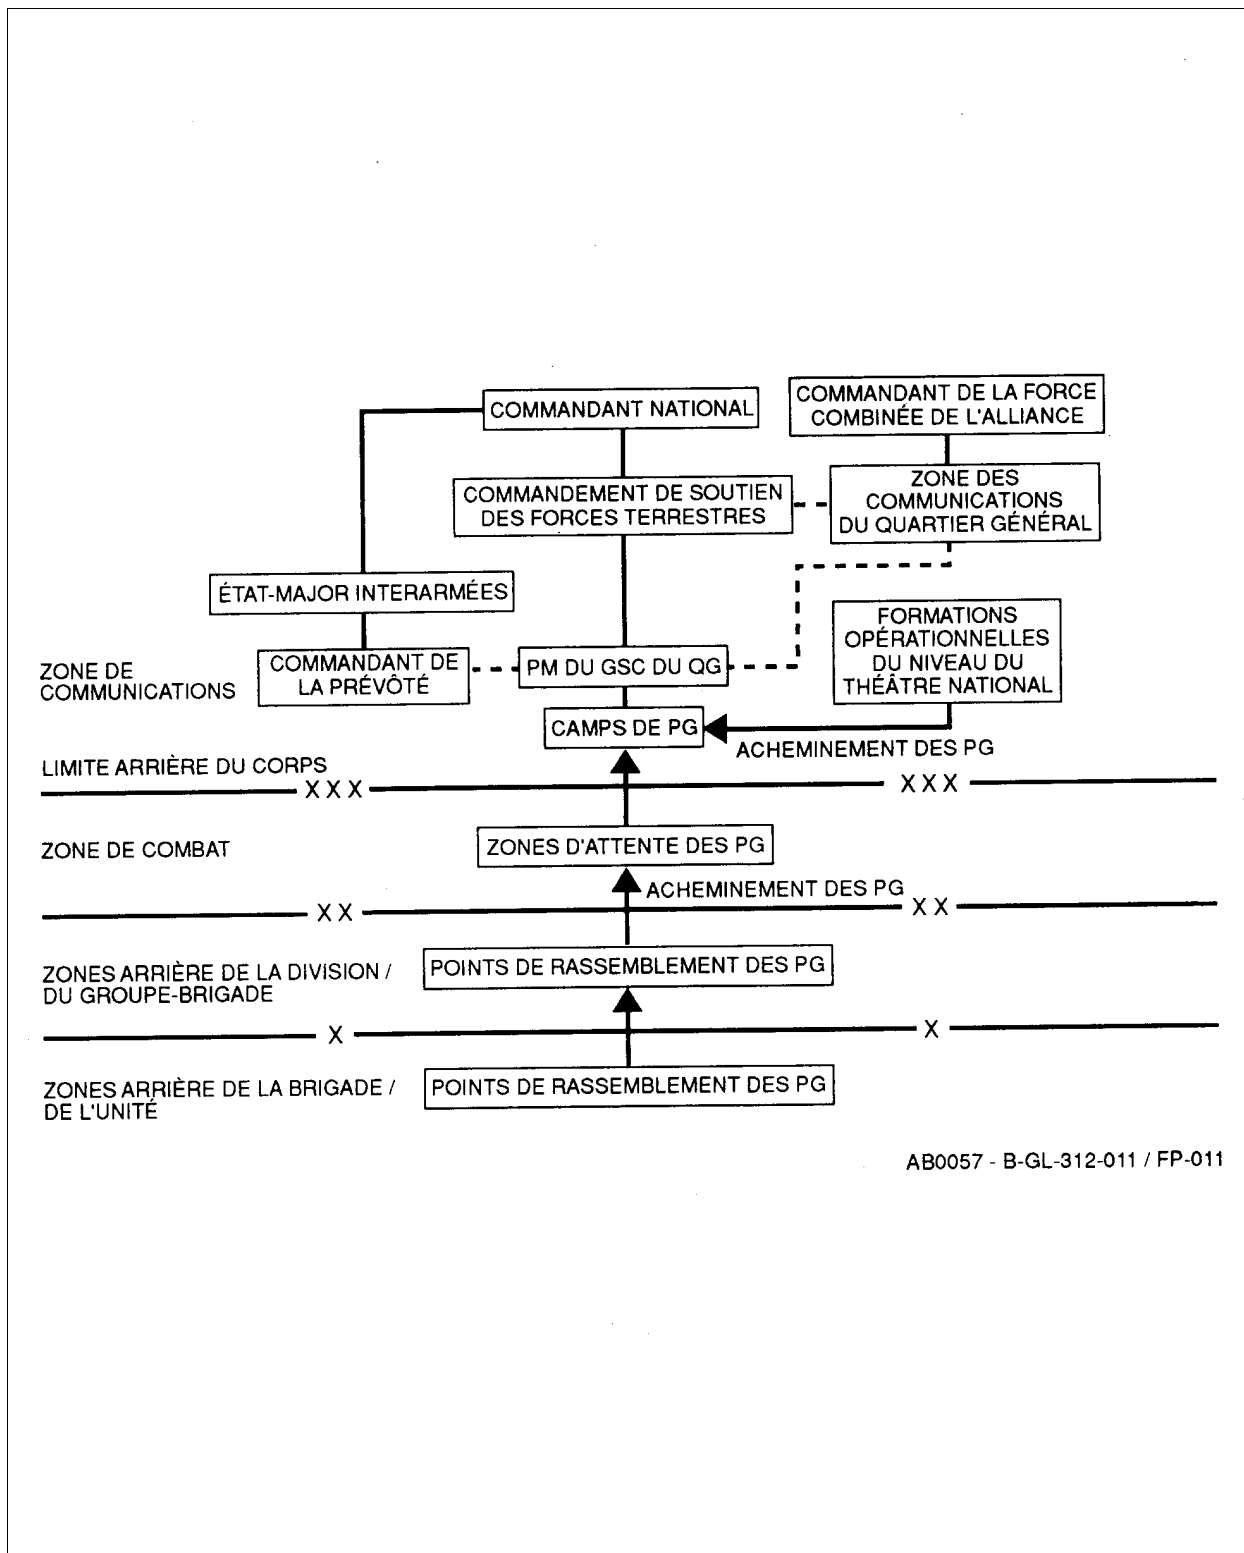 COMMANDANT NATIONAL
COMMANDANT DE LA FORCE
COMBINÉE DE L'ALLIANCE
COMMANDEMENT DE SOUTIEN
DES FORCES TERRESTRES
ZONE DES
COMMUNICATIONS
DU QUARTIER GÉNÉRAL
ÉTAT-MAJOR INTERARMÉES
FORMATIONS
OPÉRATIONNELLES
DU NIVEAU DU
THÉÂTRE NATIONAL
ZONE DE
COMMUNICATIONS
COMMANDANT DE
LA PRÉVÔTÉ
PM DU GSC DU QG
CAMPS DE PG
ACHEMINEMENT DES PG
LIMITE ARRIÈRE DU CORPS
X X X
X X X
ZONE DE COMBAT
ZONES D'ATTENTE DES PG
ACHEMINEMENT DES PG
X X
X X
ZONES ARRIÈRE DE LA DIVISION /
DU GROUPE-BRIGADE
POINTS DE RASSEMBLEMENT DES PG
X
X
ZONES ARRIÈRE DE LA BRIGADE /
DE L'UNITÉ
POINTS DE RASSEMBLEMENT DES PG
AB0057 - B-GL-312-011 / FP-011